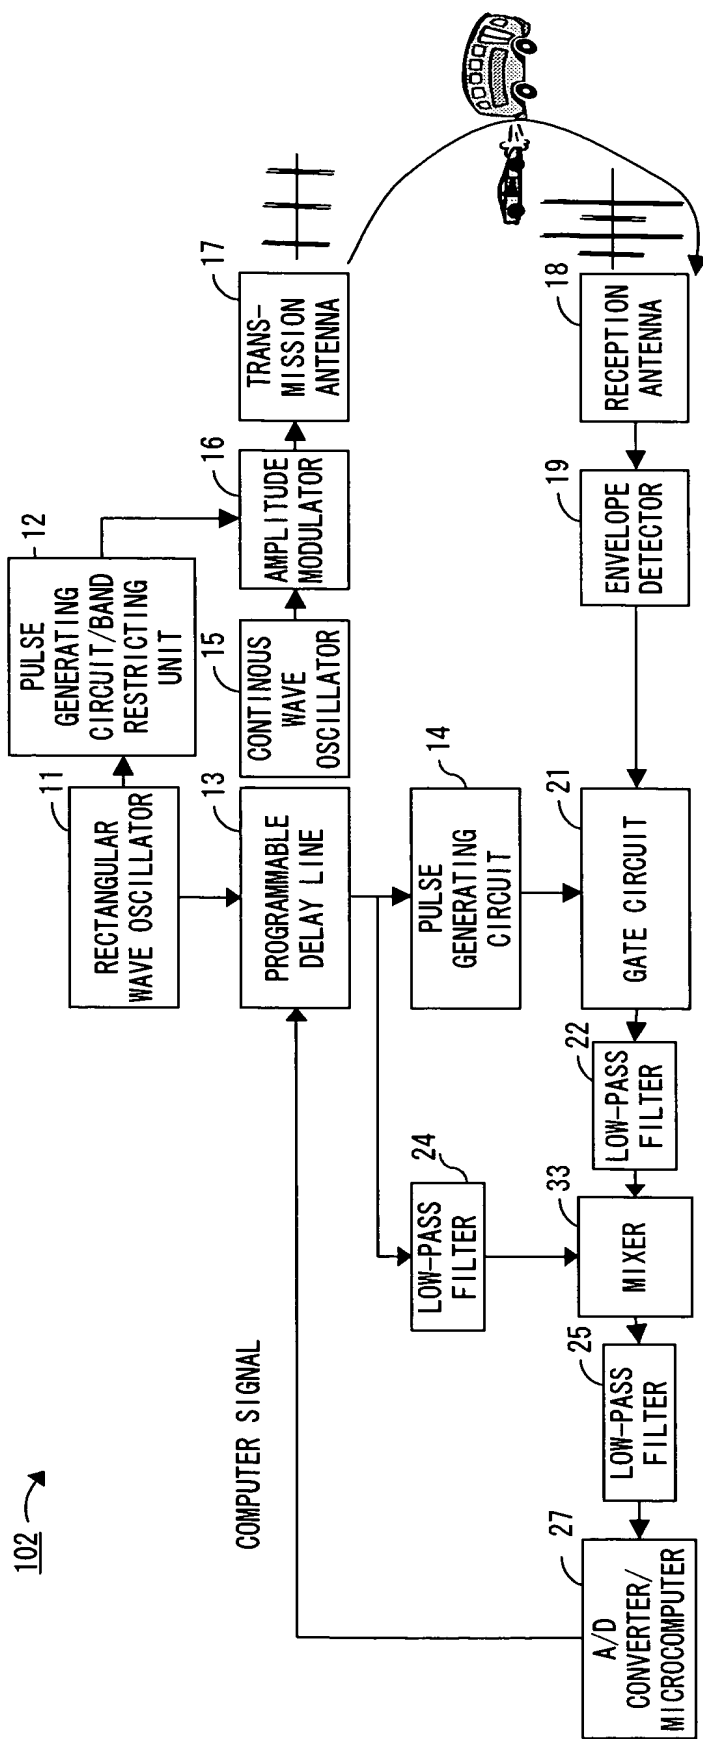 102
11
RECTANGULAR
WAVE OSCILLATOR
12
PULSE
GENERATING
CIRCUIT/BAND
RESTRICTING
UNIT
COMPUTER SIGNAL
13
PROGRAMMABLE
DELAY LINE
15
CONTINOUS
WAVE
OSCILLATOR
16
AMPLITUDE
MODULATOR
17
TRANS-
MISSION
ANTENNA
24
LOW-PASS
FILTER
14
PULSE
GENERATING
CIRCUIT
27
A/D
CONVERTER/
MICROCOMPUTER
25
LOW-PASS
FILTER
33
MIXER
22
LOW-PASS
FILTER
21
GATE CIRCUIT
19
ENVELOPE
DETECTOR
18
RECEPTION
ANTENNA